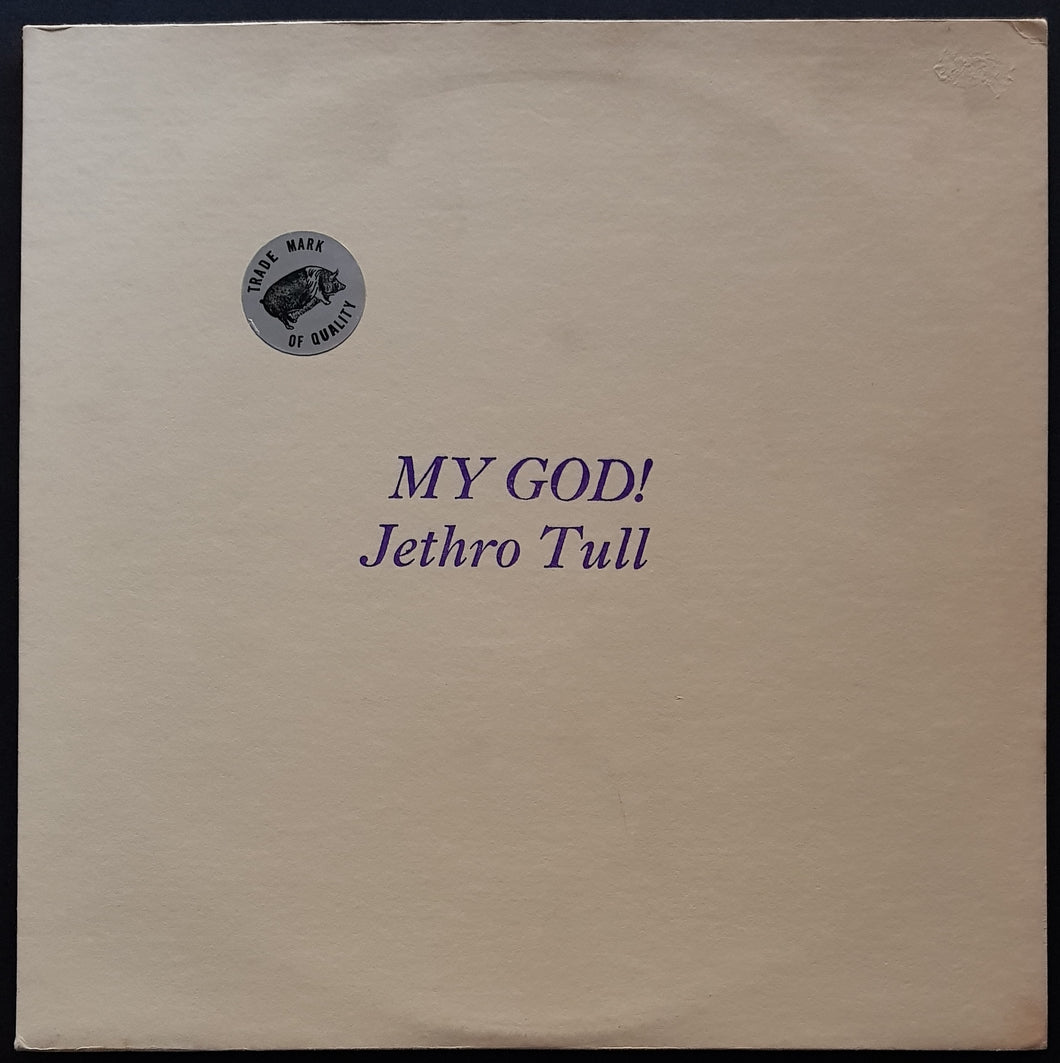 TRADE MARK
OF QUALITY
MY GOD!
Jethro Tull